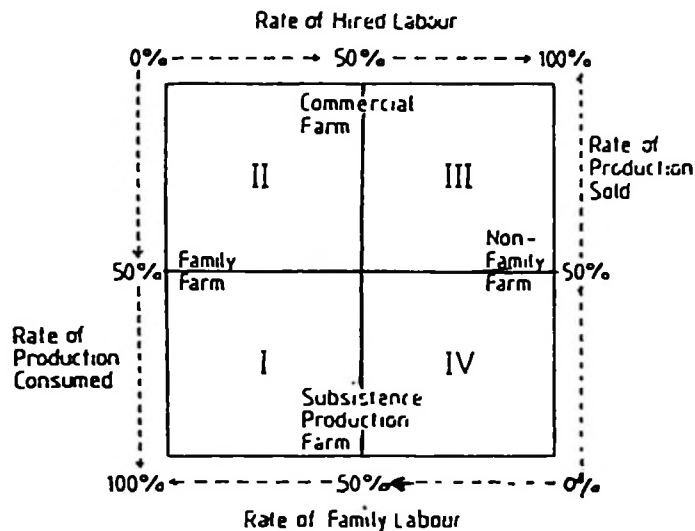 Rate of Hired Labour
0% 50% 100%
Commercial
Farm
Rate of
Production
Sold
II III
Non-
Family
Farm
Family
Farm
50% 50%
Rate of
Production
Consumed
I IV
Subsistence
Production
Farm
100% 50% 0%
Rate of Family Labour